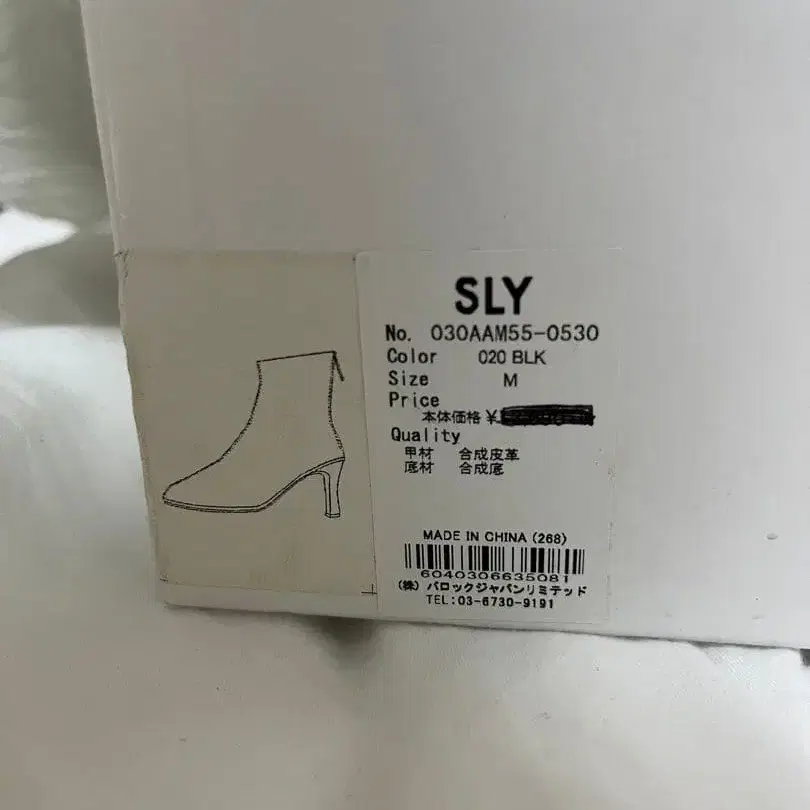 SLY
No. 030AAM55-0530
Color 020 BLK
Size M
Price
本体価格 ¥
Quality
甲材 合成皮革
底材 合成底
MADE IN CHINA (268)
6040306635081
(株) バロックジャパンリミテッド
TEL:03-6730-9191